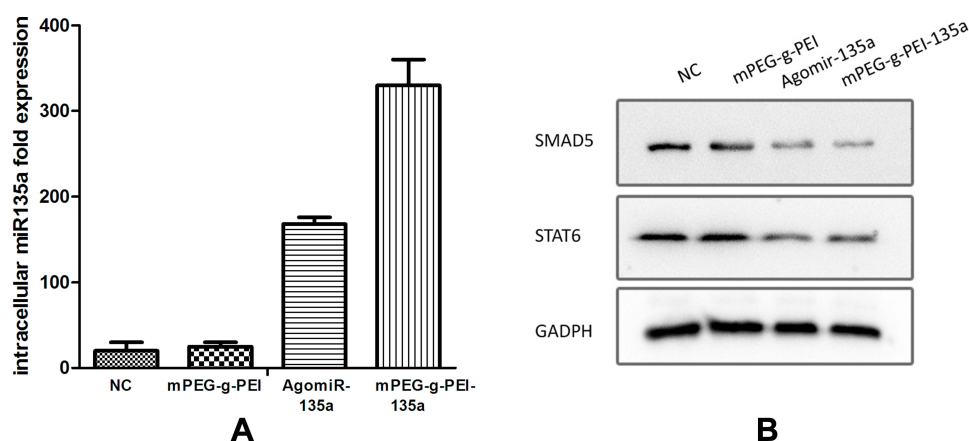 intracellular miR135a fold expression
400
300
200
100
0
NC
mPEG-g-PEI
AgomiR-
135a
mPEG-g-PEI-
135a
A
NC
mPEG-g-PEI
Agomir-135a
mPEG-g-PEI-135a
SMAD5
STAT6
GADPH
B